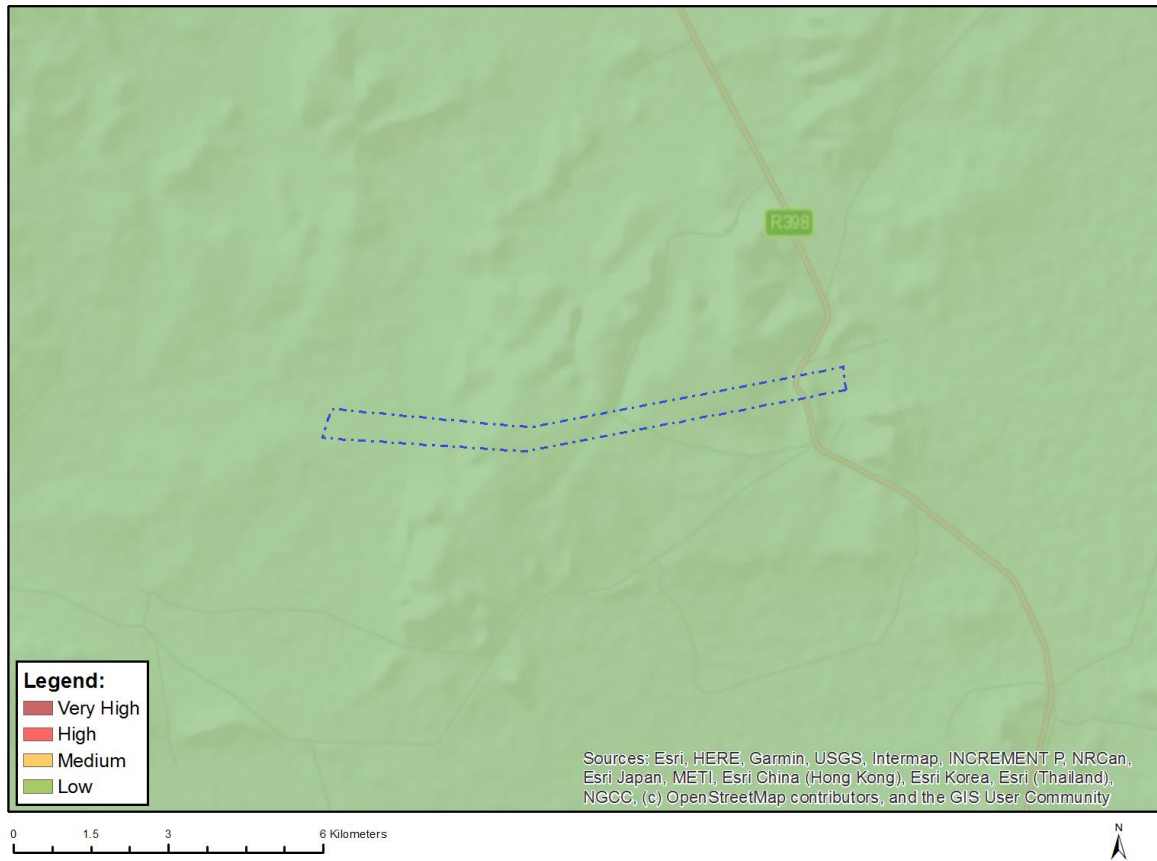 R398
Legend:
Very High
High
Medium
Low
Sources: Esri, HERE, Garmin, USGS, Intermap, INCREMENT P, NRCan,
Esri Japan, METI, Esri China (Hong Kong), Esri Korea, Esri (Thailand),
NGCC, (c) OpenStreetMap contributors, and the GIS User Community
0 1.5 3 6 Kilometers
N